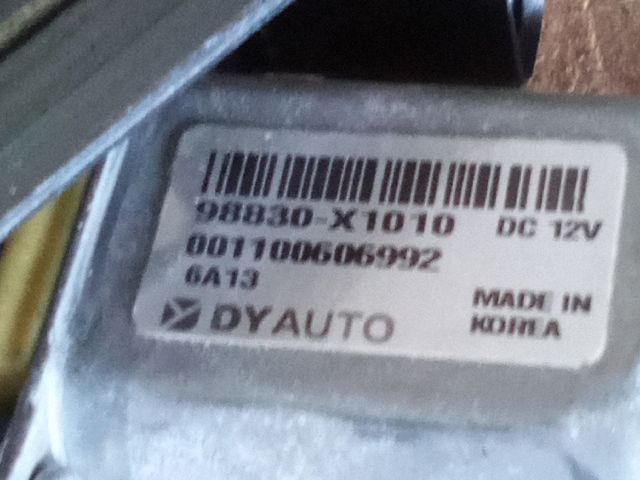 98830-X1010 DC 12V
001100606992
6A13
DYAUTO
MADE IN
KOREA